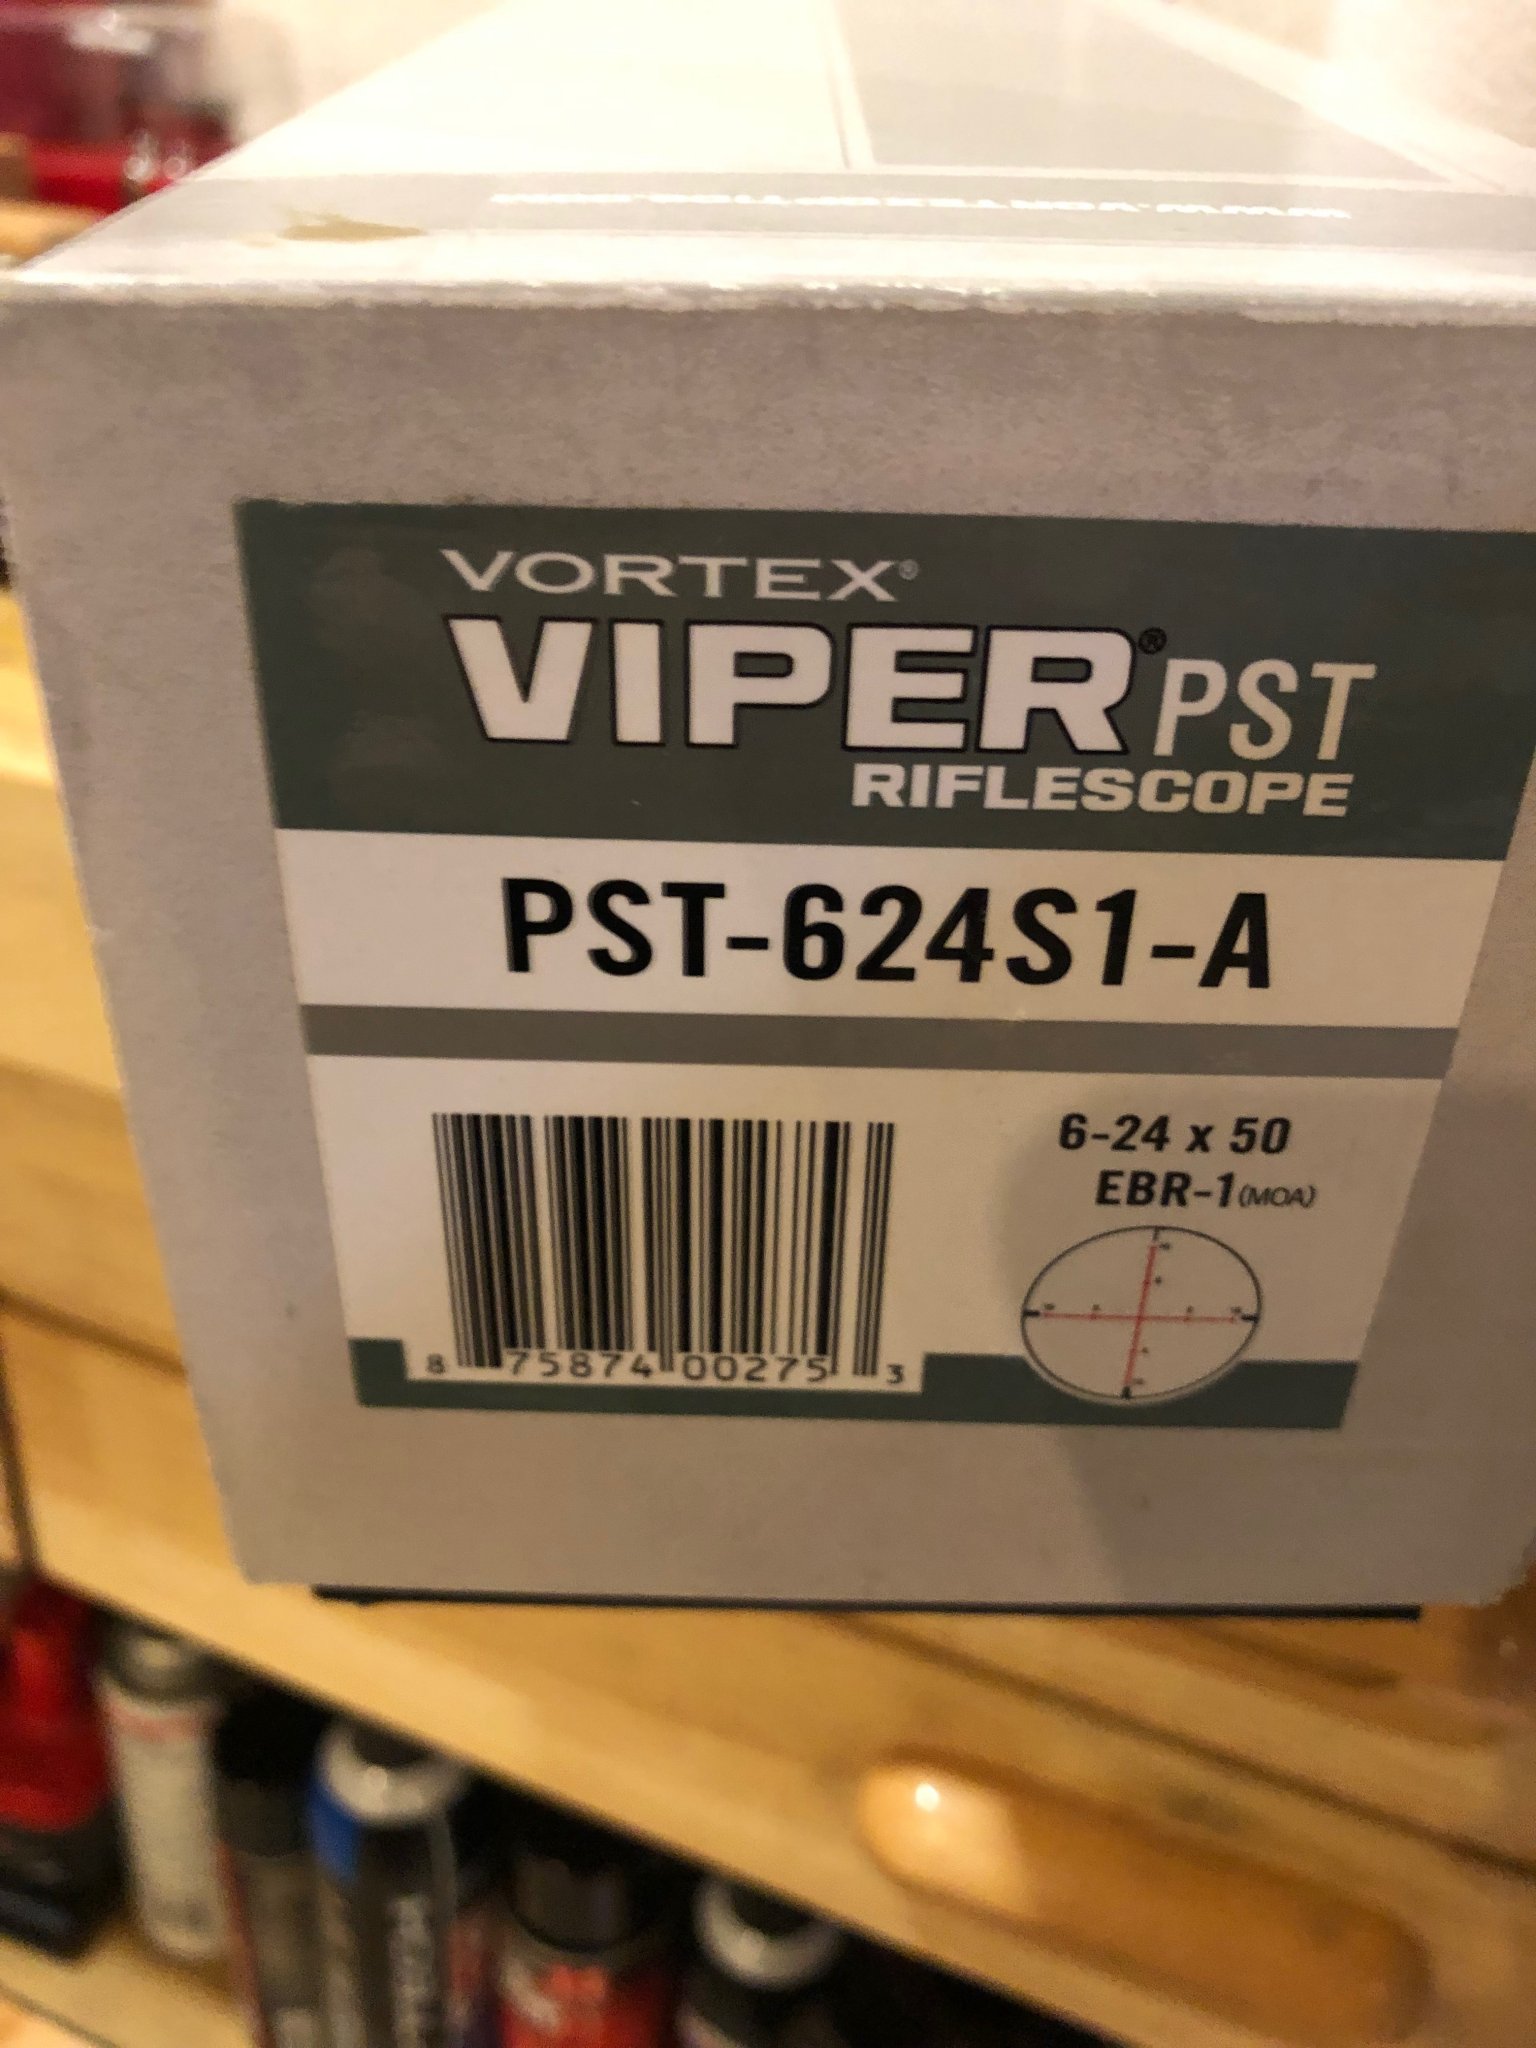 VORTEX®
VIPER® PST
RIFLESCOPE
PST-624S1-A
6-24 x 50
EBR-1(MOA)
8 75874 00275 3